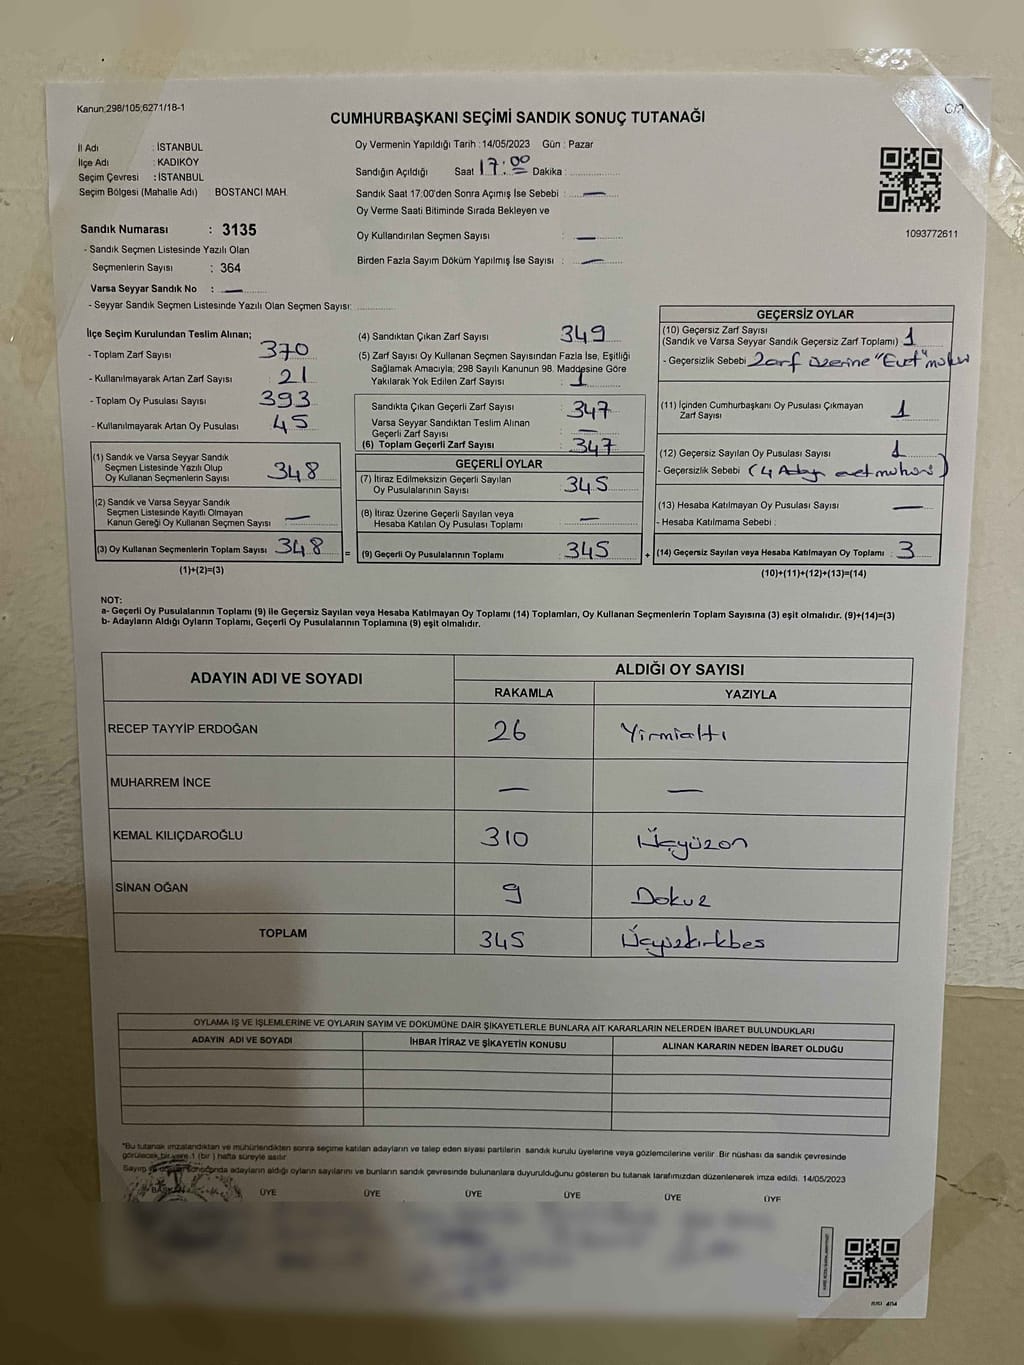 Kanun;298/105;6271/18-1
CUMHURBAŞKANI SEÇİMİ SANDIK SONUÇ TUTANAĞI
İl Adı : İSTANBUL
İlçe Adı : KADIKÖY
Seçim Çevresi : İSTANBUL
Seçim Bölgesi (Mahalle Adı) BOSTANCI MAH.
Sandık Numarası : 3135
- Sandık Seçmen Listesinde Yazılı Olan
Seçmenlerin Sayısı : 364
Varsa Seyyar Sandık No : —
- Seyyar Sandık Seçmen Listesinde Yazılı Olan Seçmen Sayısı:
Oy Vermenin Yapıldığı Tarih : 14/05/2023 Gün : Pazar
Sandığın Açıldığı Saat 17:00 Dakika :
Sandık Saat 17.00'den Sonra Açımış İse Sebebi : —
Oy Verme Saati Bitiminde Sırada Bekleyen ve
Oy Kullandırılan Seçmen Sayısı : —
Birden Fazla Sayım Döküm Yapılmış İse Sayısı : —
1093772611
İlçe Seçim Kurulundan Teslim Alınan;
- Toplam Zarf Sayısı : 370
- Kullanılmayarak Artan Zarf Sayısı : 21
- Toplam Oy Pusulası Sayısı : 393
- Kullanılmayarak Artan Oy Pusulası : 45
(1) Sandık ve Varsa Seyyar Sandık
Seçmen Listesinde Yazılı Olup
Oy Kullanan Seçmenlerin Sayısı : 348
(2) Sandık ve Varsa Seyyar Sandık
Seçmen Listesinde Kayıtlı Olmayan
Kanun Gereği Oy Kullanan Seçmen Sayısı : —
(3) Oy Kullanan Seçmenlerin Toplam Sayısı : 348 =
(1)+(2)=(3)
(4) Sandıktan Çıkan Zarf Sayısı : 349
(5) Zarf Sayısı Oy Kullanan Seçmen Sayısından Fazla İse, Eşitliği
Sağlamak Amacıyla; 298 Sayılı Kanunun 98. Maddesine Göre
Yakılarak Yok Edilen Zarf Sayısı : 1
Sandıkta Çıkan Geçerli Zarf Sayısı : 347
Varsa Seyyar Sandıktan Teslim Alınan
Geçerli Zarf Sayısı : —
(6) Toplam Geçerli Zarf Sayısı : 347
GEÇERLİ OYLAR
(7) İtiraz Edilmeksizin Geçerli Sayılan
Oy Pusulalarının Sayısı : 345
(8) İtiraz Üzerine Geçerli Sayılan veya
Hesaba Katılan Oy Pusulası Toplamı : —
(9) Geçerli Oy Pusulalarının Toplamı : 345 +
GEÇERSİZ OYLAR
(10) Geçersiz Zarf Sayısı
(Sandık ve Varsa Seyyar Sandık Geçersiz Zarf Toplamı) 1
- Geçersizlik Sebebi : Zarf üzerine "Evet"
(11) İçinden Cumhurbaşkanı Oy Pusulası Çıkmayan
Zarf Sayısı : 1
(12) Geçersiz Sayılan Oy Pusulası Sayısı : 1
- Geçersizlik Sebebi (4 Aday evet mühürü)
(13) Hesaba Katılmayan Oy Pusulası Sayısı : —
- Hesaba Katılmama Sebebi :
(14) Geçersiz Sayılan veya Hesaba Katılmayan Oy Toplamı : 3
(10)+(11)+(12)+(13)=(14)
NOT:
a- Geçerli Oy Pusulalarının Toplamı (9) ile Geçersiz Sayılan veya Hesaba Katılmayan Oy Toplamı (14) Toplamları, Oy Kullanan Seçmenlerin Toplam Sayısına (3) eşit olmalıdır. (9)+(14)=(3)
b- Adayların Aldığı Oyların Toplamı, Geçerli Oy Pusulalarının Toplamına (9) eşit olmalıdır.
ADAYIN ADI VE SOYADI ALDIĞI OY SAYISI
RAKAMLA YAZIYLA
RECEP TAYYİP ERDOĞAN 26 Yirmialtı
MUHARREM İNCE — —
KEMAL KILIÇDAROĞLU 310 Üçyüzon
SİNAN OĞAN 9 Dokuz
TOPLAM 345 Üçyüzkırkbeş
OYLAMA İŞ VE İŞLEMLERİNE VE OYLARIN SAYIM VE DÖKÜMÜNE DAİR ŞİKAYETLERLE BUNLARA AİT KARARLARIN NELERDEN İBARET BULUNDUKLARI
ADAYIN ADI VE SOYADI İHBAR İTİRAZ VE ŞİKAYETİN KONUSU ALINAN KARARIN NEDEN İBARET OLDUĞU
"Bu tutanak imzalandıktan ve mühürlendikten sonra seçime katılan adayların ve talep eden siyasi partilerin sandık kurulu üyelerine veya gözlemcilerine verilir. Bir nüshası da sandık çevresinde
görülecek bir yere 1 (bir) hafta süreyle asılır.
Sayım ve döküm sonucunda adayların aldığı oyların sayılarını ve bunların sandık çevresinde bulunanlara duyurulduğunu gösteren bu tutanak tarafımızdan düzenlenerek imza edildi. 14/05/2023
BAŞKAN ÜYE ÜYE ÜYE ÜYE ÜYE ÜYE